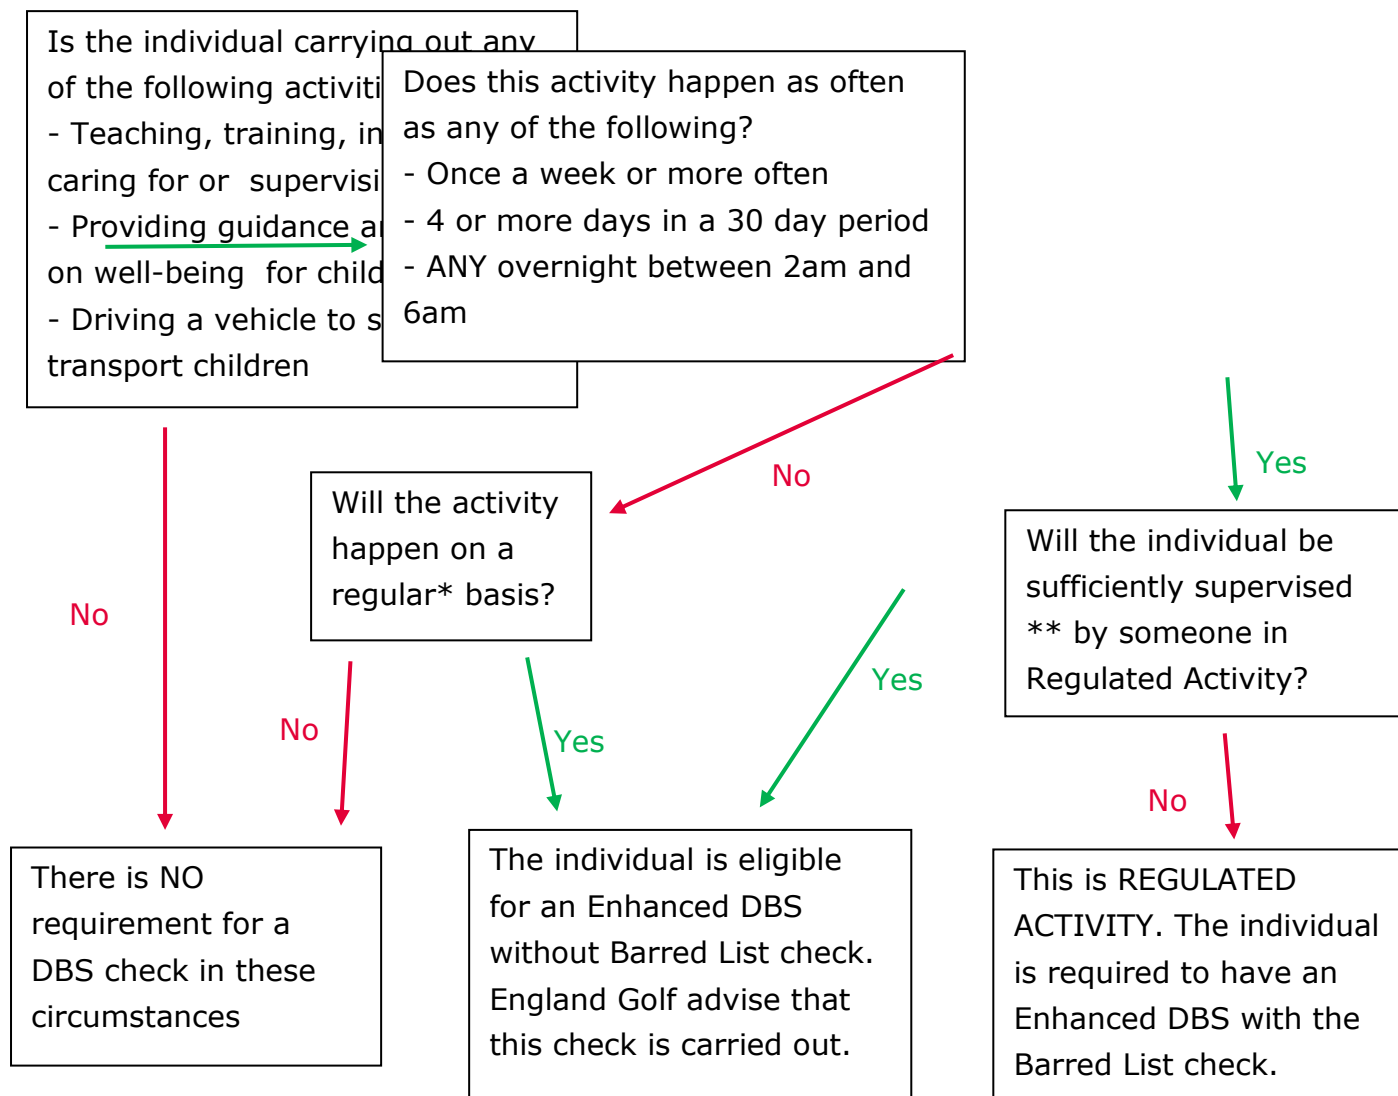 Is the individual carrying out any
of the following
- Teaching, training,
caring for or
- Providing guidance
on well-being for
- Driving a vehicle to
transport children
Does this activity happen as often
as any of the following?
- Once a week or more often
- 4 or more days in a 30 day period
- ANY overnight between 2am and
6am
No
Yes
Will the activity
happen on a
regular* basis?
Will the individual be
sufficiently supervised
** by someone in
Regulated Activity?
No
Yes
No
Yes
No
There is NO
requirement for a
DBS check in these
circumstances
The individual is eligible
for an Enhanced DBS
without Barred List check.
England Golf advise that
this check is carried out.
This is REGULATED
ACTIVITY. The individual
is required to have an
Enhanced DBS with the
Barred List check.